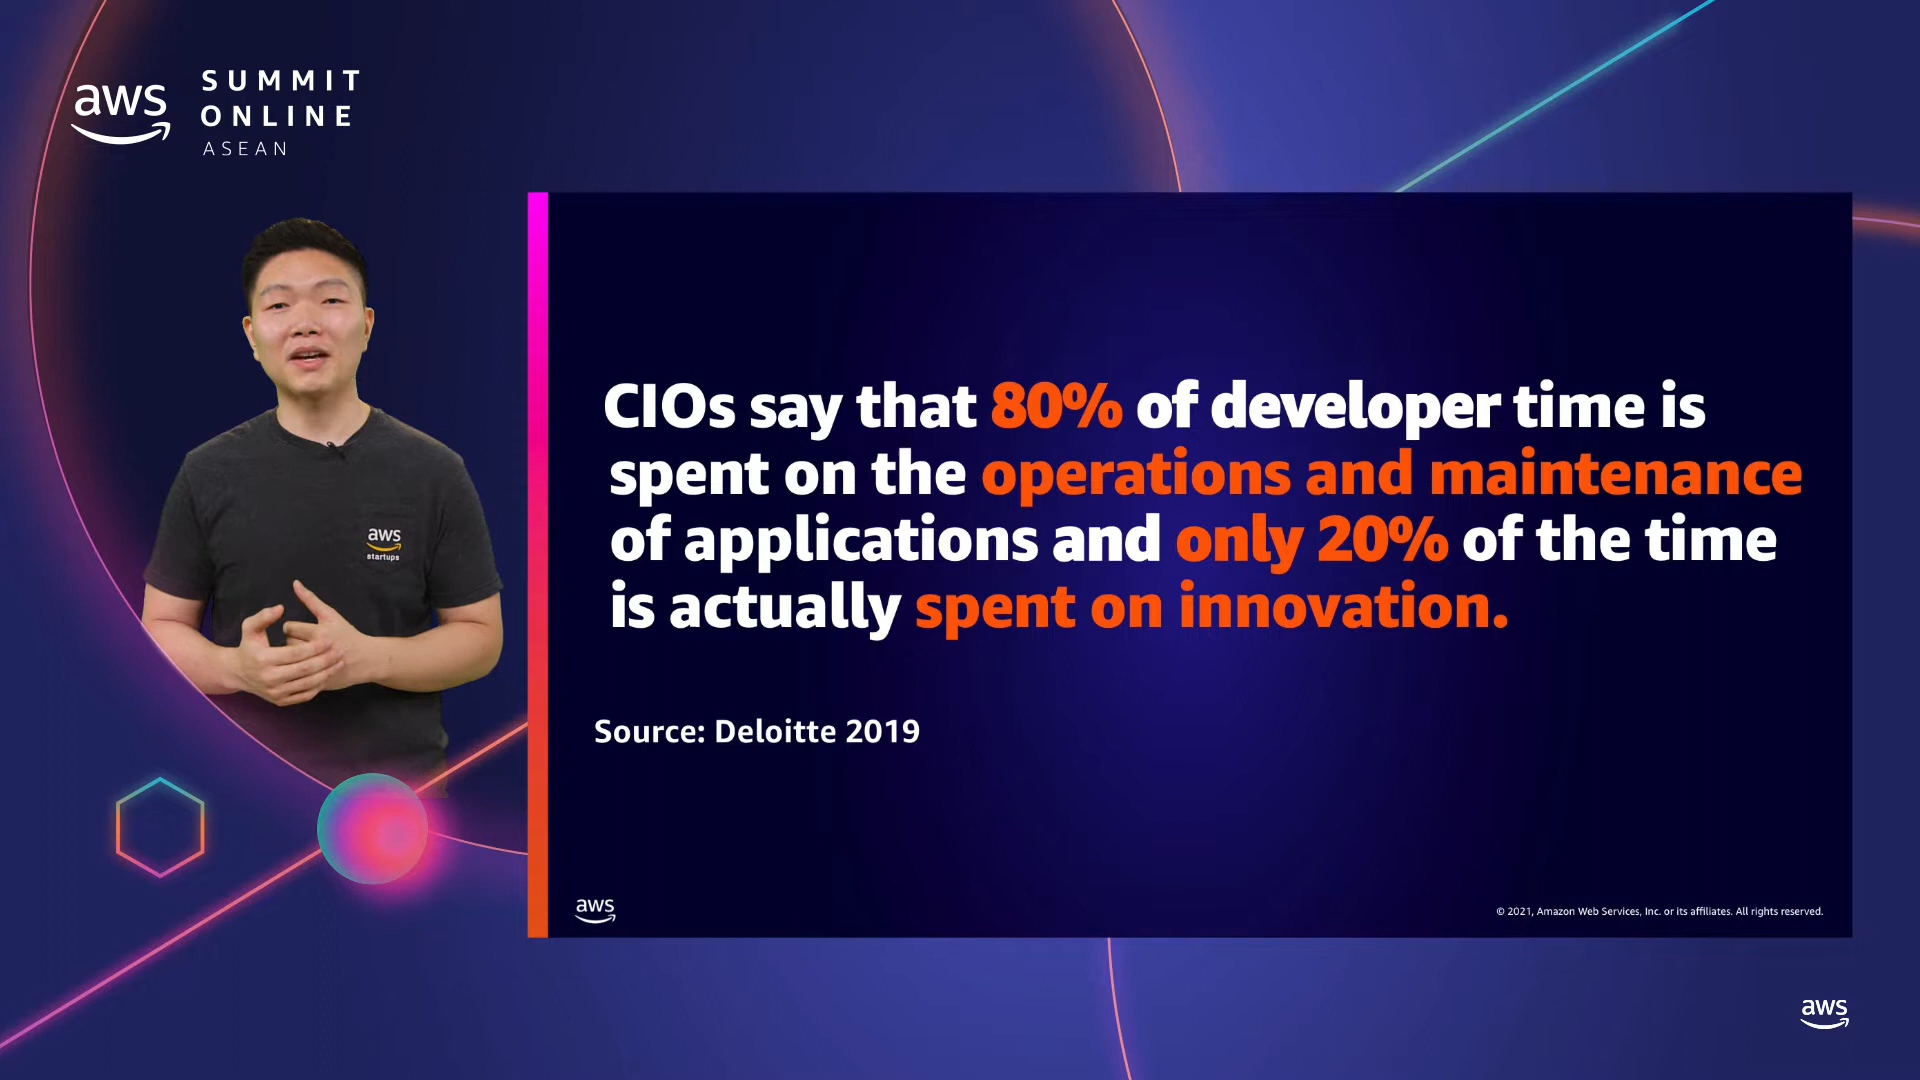 aws
SUMMIT
ONLINE
ASEAN
aws
startups
CIOs say that 80% of developer time is
spent on the operations and maintenance
of applications and only 20% of the time
is actually spent on innovation.
Source: Deloitte 2019
aws
© 2021, Amazon Web Services, Inc. or its affiliates. All rights reserved.
aws